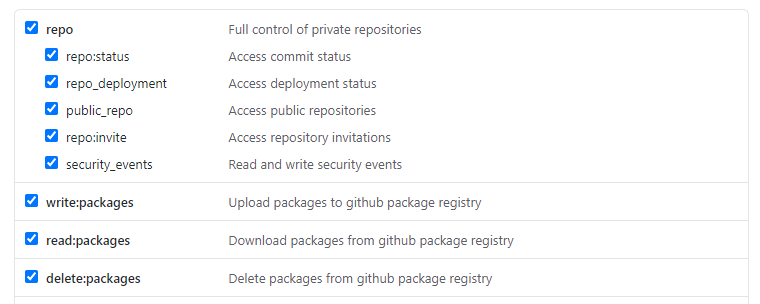 repo Full control of private repositories
repo:status Access commit status
repo_deployment Access deployment status
public_repo Access public repositories
repo:invite Access repository invitations
security_events Read and write security events
write:packages Upload packages to github package registry
read:packages Download packages from github package registry
delete:packages Delete packages from github package registry